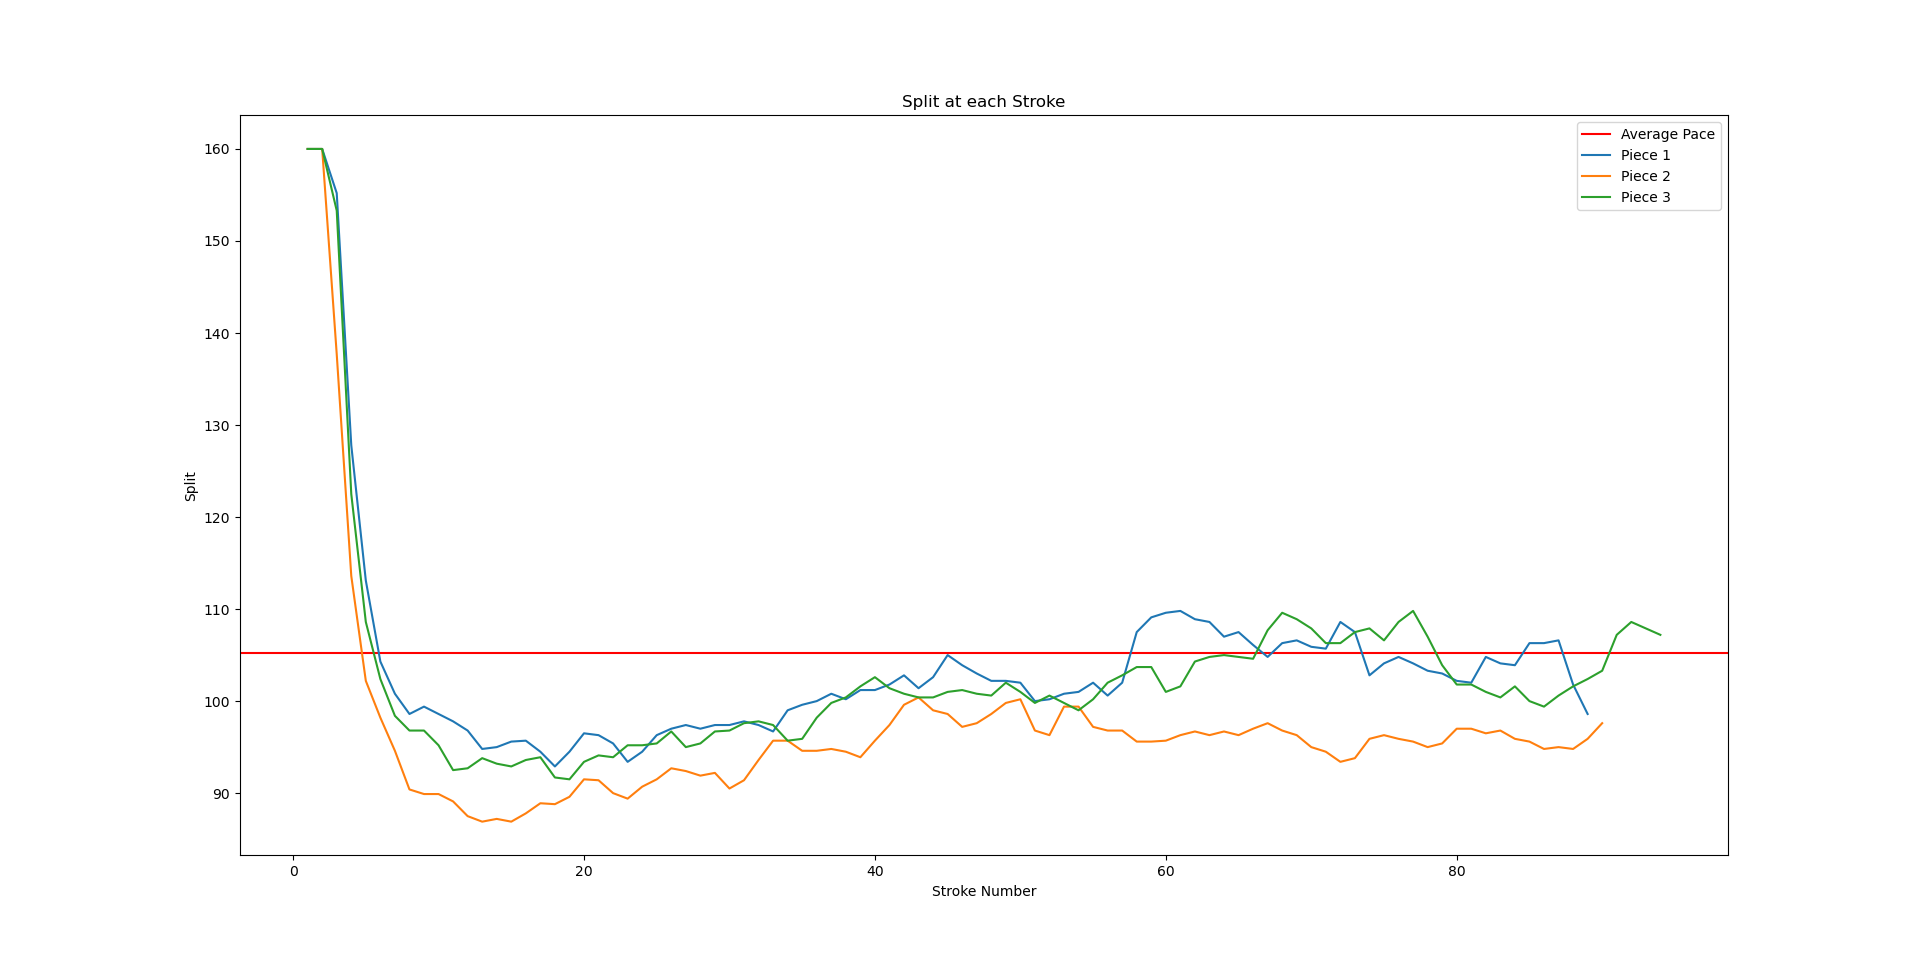 Split at each Stroke
Average Pace
Piece 1
Piece 2
Piece 3
160
150
140
130
120
110
100
90
Split
0 20 40 60 80
Stroke Number